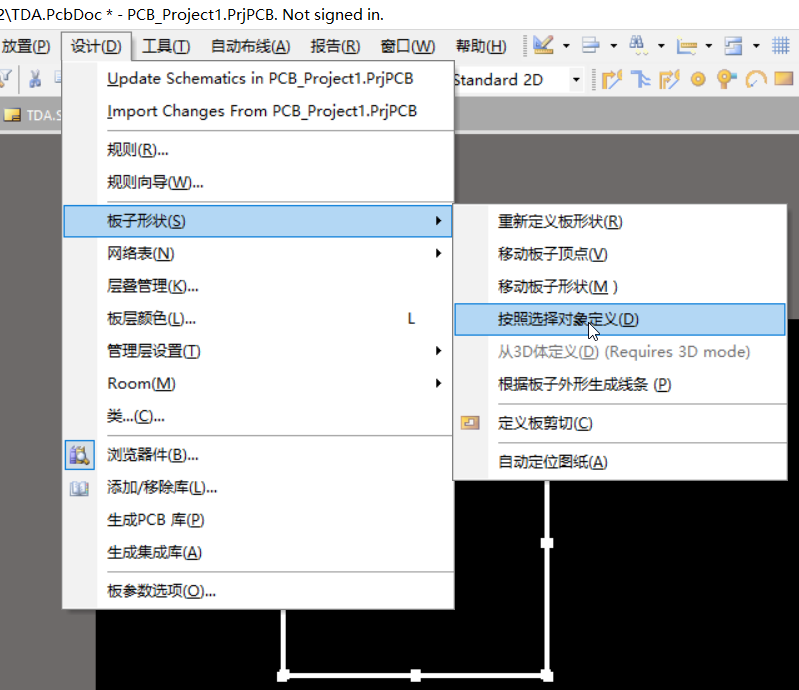 2\TDA.PcbDoc * - PCB_Project1.PrjPCB. Not signed in.
放置(P) 设计(D) 工具(T) 自动布线(A) 报告(R) 窗口(W) 帮助(H)
Update Schematics in PCB_Project1.PrjPCB
Standard 2D
Import Changes From PCB_Project1.PrjPCB
TDA.S
规则(R)...
规则向导(W)...
板子形状(S)
网络表(N)
层叠管理(K)...
板层颜色(L)... L
管理层设置(T)
Room(M)
类...(C)...
浏览器件(B)...
添加/移除库(L)...
生成PCB 库(P)
生成集成库(A)
板参数选项(O)...
重新定义板形状(R)
移动板子顶点(V)
移动板子形状(M )
按照选择对象定义(D)
从3D体定义(D) (Requires 3D mode)
根据板子外形生成线条 (P)
定义板剪切(C)
自动定位图纸(A)